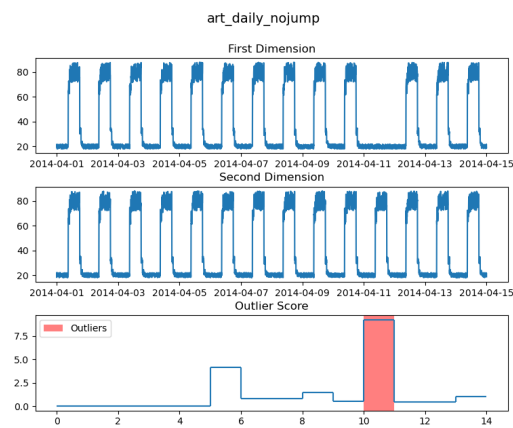 art_daily_nojump
First Dimension
80
60
40
20
2014-04-01 2014-04-03 2014-04-05 2014-04-07 2014-04-09 2014-04-11 2014-04-13 2014-04-15
Second Dimension
80
60
40
20
2014-04-01 2014-04-03 2014-04-05 2014-04-07 2014-04-09 2014-04-11 2014-04-13 2014-04-15
Outlier Score
Outliers
7.5
5.0
2.5
0.0
0 2 4 6 8 10 12 14